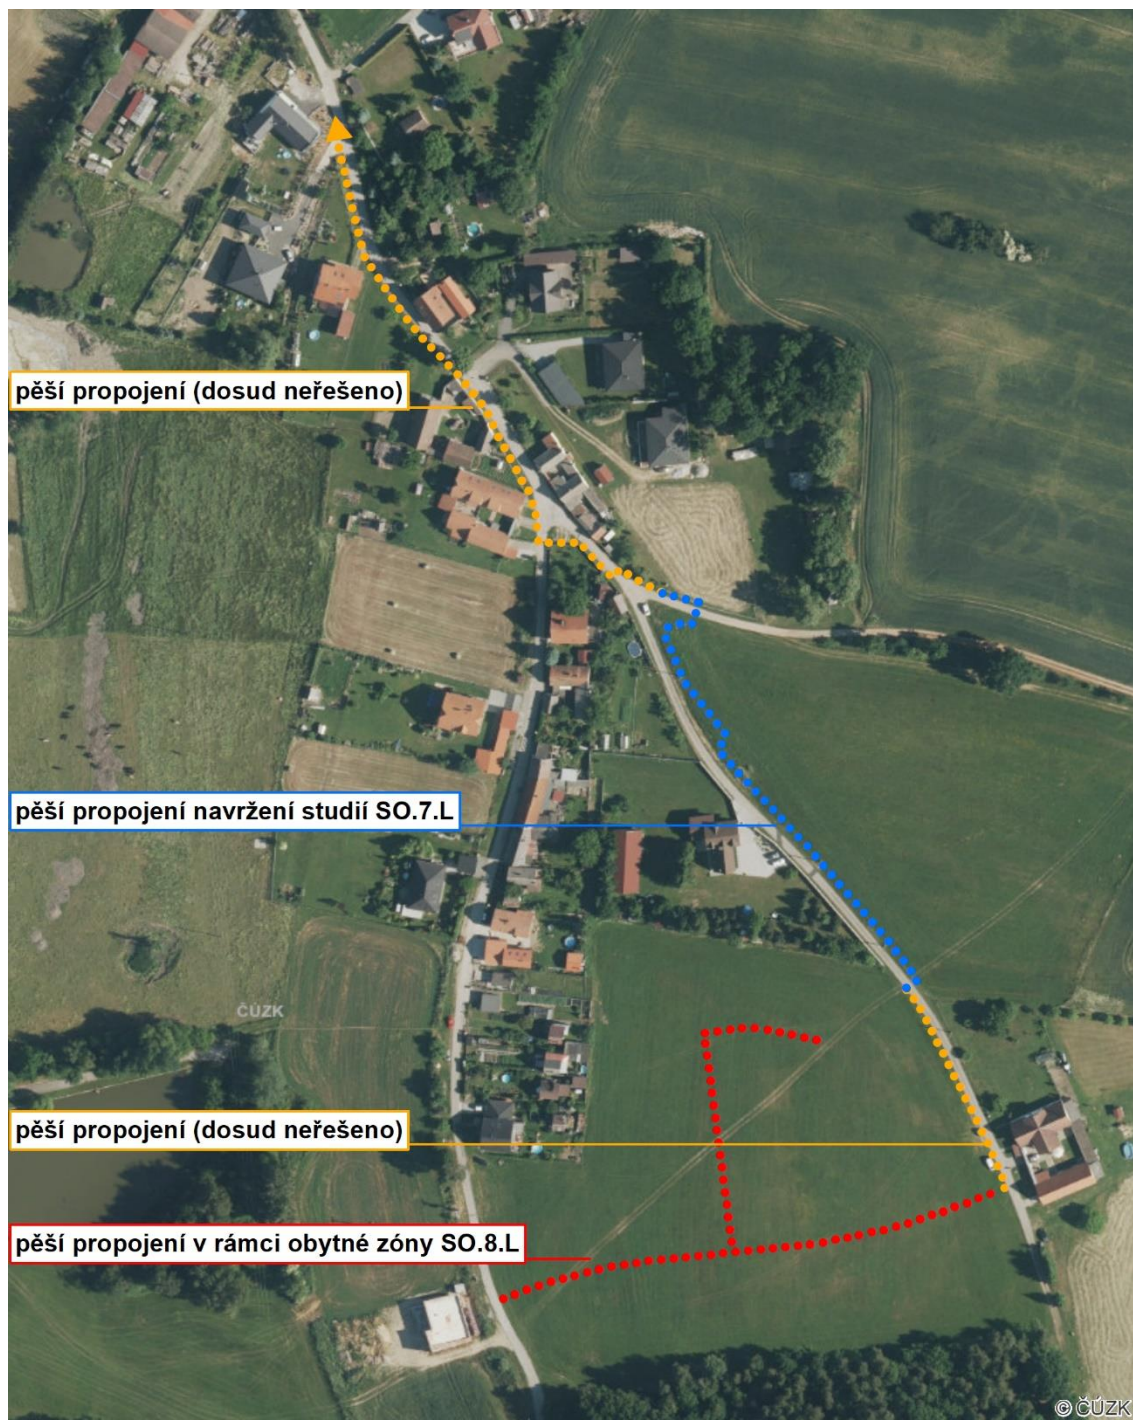 pěší propojení (dosud neřešeno)
pěší propojení navržení studií SO.7.L
ČÚZK
pěší propojení (dosud neřešeno)
pěší propojení v rámci obytné zóny SO.8.L
© ČÚZK